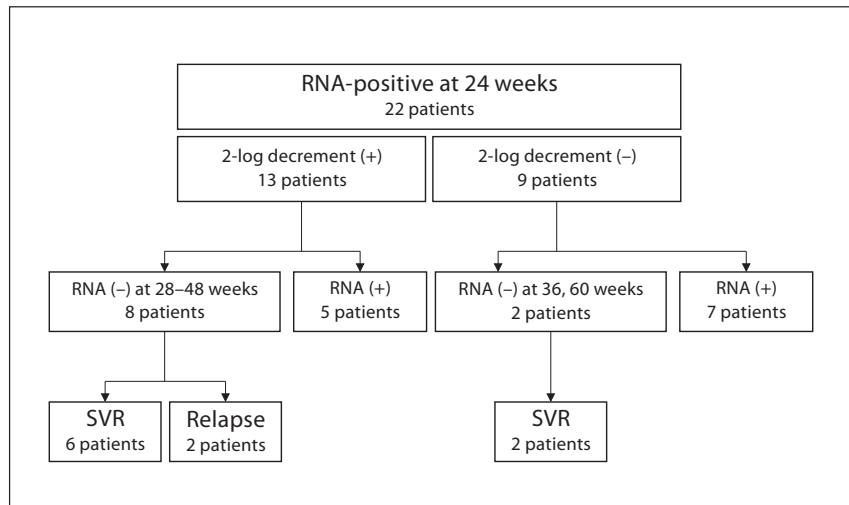 RNA-positive at 24 weeks
22 patients
2-log decrement (+)
13 patients
2-log decrement (–)
9 patients
RNA (–) at 28–48 weeks
8 patients
RNA (+)
5 patients
RNA (–) at 36, 60 weeks
2 patients
RNA (+)
7 patients
SVR
6 patients
Relapse
2 patients
SVR
2 patients